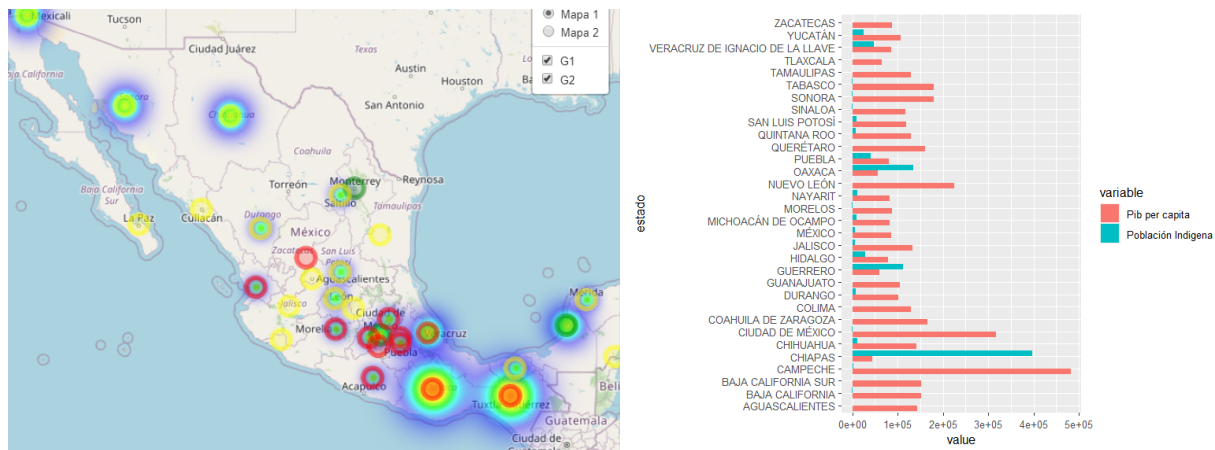 Mexicali
Tucson
Ciudad Juárez
Texas
Austin
Houston
San Antonio
Mapa 1
Mapa 2
G1
G2
Baja California
Chihuahua
Coahuila
Torreón
Monterrey
Reynosa
Saltillo
Baja California
Sur
Tamaulipas
La Paz
Culiacán
Durango
México
Zacatecas
San Luis
Potosí
Aguascalientes
Jalisco
León
Ciudad de
Morelia
Puebla
Acapulco
Mérida
Tuxtla Gutiérrez
Guatemala
Ciudad de
estado
ZACATECAS
YUCATÁN
VERACRUZ DE IGNACIO DE LA LLAVE
TLAXCALA
TAMAULIPAS
TABASCO
SONORA
SINALOA
SAN LUIS POTOSÍ
QUINTANA ROO
QUERÉTARO
PUEBLA
OAXACA
NUEVO LEÓN
NAYARIT
MORELOS
MICHOACÁN DE OCAMPO
MÉXICO
JALISCO
HIDALGO
GUERRERO
GUANAJUATO
DURANGO
COLIMA
COAHUILA DE ZARAGOZA
CIUDAD DE MÉXICO
CHIHUAHUA
CHIAPAS
CAMPECHE
BAJA CALIFORNIA SUR
BAJA CALIFORNIA
AGUASCALIENTES
0e+00 1e+05 2e+05 3e+05 4e+05 5e+05
value
variable
Pib per capita
Población Indigena